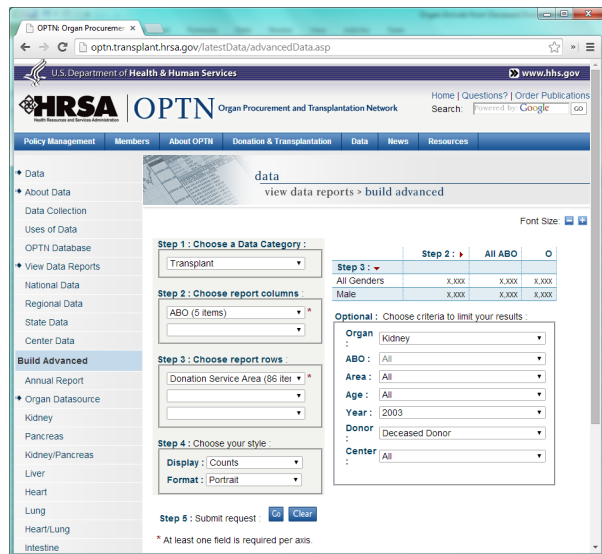 OPTN: Organ Procuremer
optn.transplant.hrsa.gov/latestData/advancedData.asp
U.S. Department of Health & Human Services
www.hhs.gov
HRSA
Health Resources and Services Administration
OPTN Organ Procurement and Transplantation Network
Home | Questions? | Order Publications
Search: Powered by Google GO
Policy Management Members About OPTN Donation & Transplantation Data News Resources
data
view data reports > build advanced
Font Size:
Data
About Data
Data Collection
Uses of Data
OPTN Database
View Data Reports
National Data
Regional Data
State Data
Center Data
Build Advanced
Annual Report
Organ Datasource
Kidney
Pancreas
Kidney/Pancreas
Liver
Heart
Lung
Heart/Lung
Intestine
Step 1 : Choose a Data Category :
Transplant
Step 2 : Choose report columns :
ABO (5 items) *
Step 3 : Choose report rows :
Donation Service Area (86 iter *
Step 4 : Choose your style :
Display : Counts
Format : Portrait
Step 5 : Submit request : Go Clear
* At least one field is required per axis.
Step 2 : All ABO O
Step 3 :
All Genders x,xxx x,xxx x,xxx
Male x,xxx x,xxx x,xxx
Optional : Choose criteria to limit your results :
Organ : Kidney
ABO : All
Area : All
Age : All
Year : 2003
Donor : Deceased Donor
Center : All